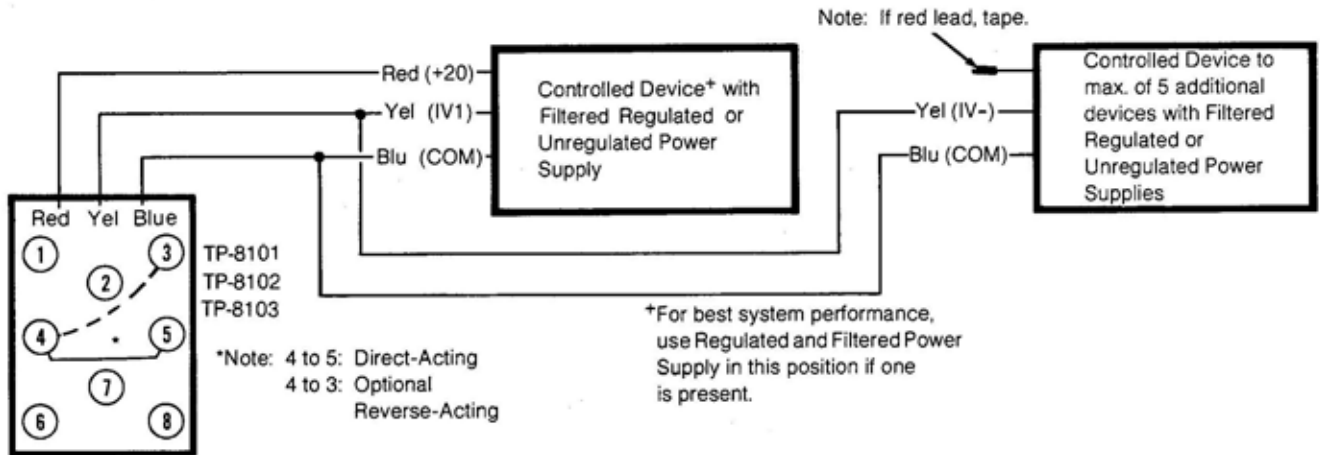 Note: If red lead, tape.
Red (+20)
Yel (IV1)
Blu (COM)
Controlled Device+ with
Filtered Regulated or
Unregulated Power
Supply
Yel (IV-)
Blu (COM)
Controlled Device to
max. of 5 additional
devices with Filtered
Regulated or
Unregulated Power
Supplies
Red Yel Blue
1
3
2
4
*
5
7
6
8
TP-8101
TP-8102
TP-8103
*Note: 4 to 5: Direct-Acting
4 to 3: Optional
Reverse-Acting
+For best system performance,
use Regulated and Filtered Power
Supply in this position if one
is present.